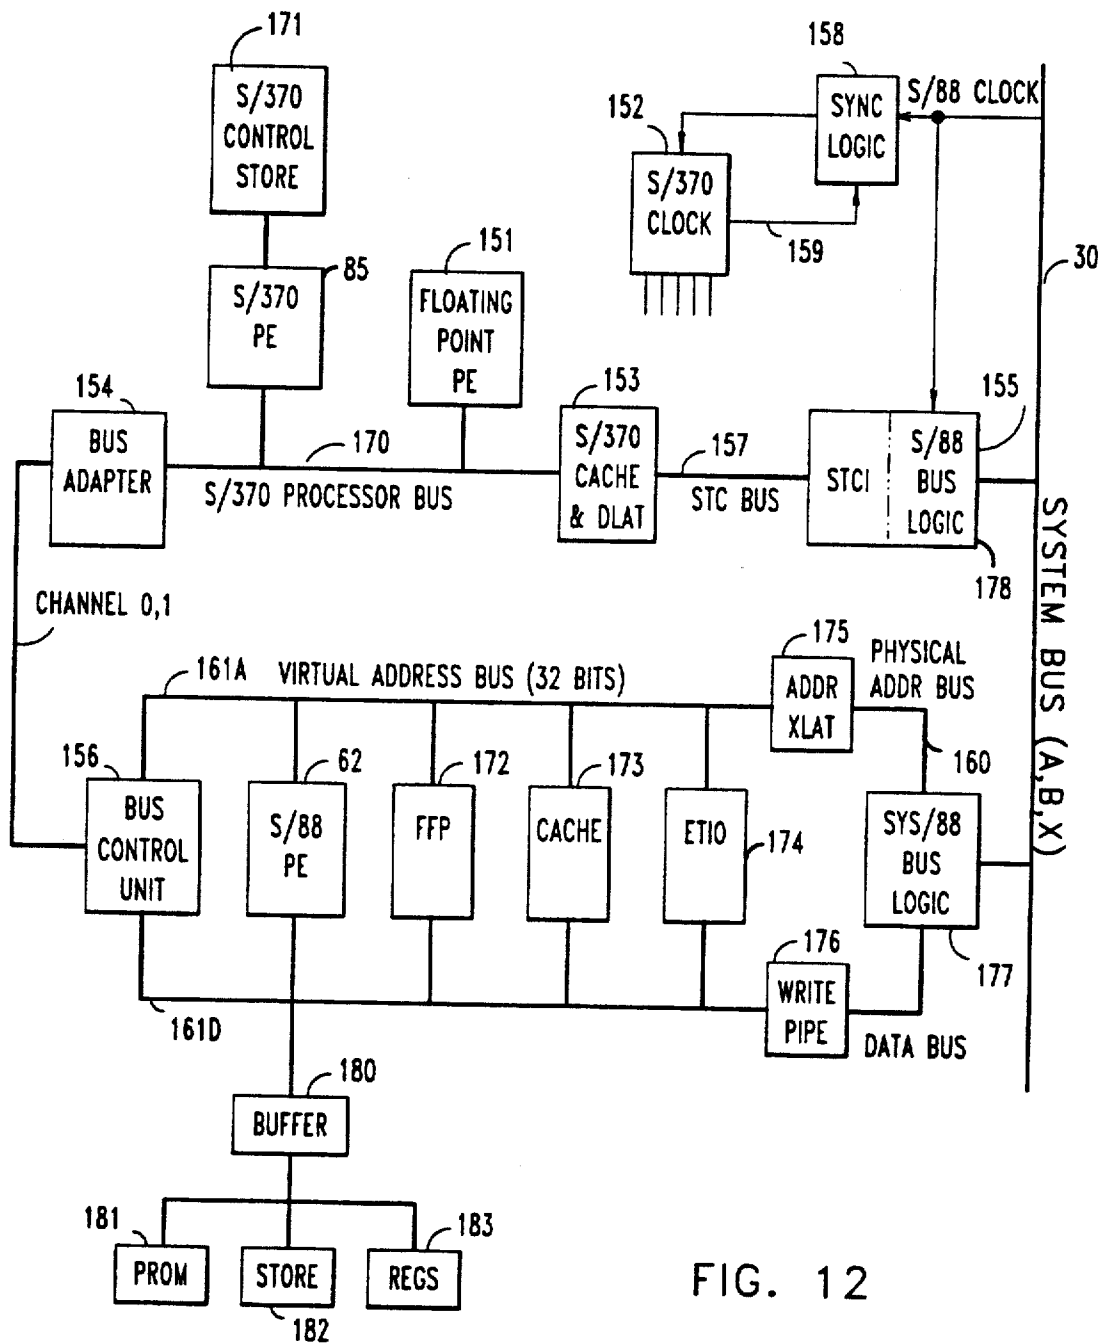 171
S/370
CONTROL
STORE
158
SYNC
LOGIC
S/88 CLOCK
152
S/370
CLOCK
159
30
85
S/370
PE
151
FLOATING
POINT
PE
154
BUS
ADAPTER
170
S/370 PROCESSOR BUS
153
S/370
CACHE
& DLAT
157
STC BUS
STCI
S/88
BUS
LOGIC
155
178
SYSTEM BUS (A,B,X)
CHANNEL 0,1
161A
VIRTUAL ADDRESS BUS (32 BITS)
175
ADDR
XLAT
PHYSICAL
ADDR BUS
160
156
BUS
CONTROL
UNIT
62
S/88
PE
172
FFP
173
CACHE
ETIO
174
SYS/88
BUS
LOGIC
177
161D
176
WRITE
PIPE
DATA BUS
180
BUFFER
181
PROM
STORE
182
183
REGS
FIG. 12